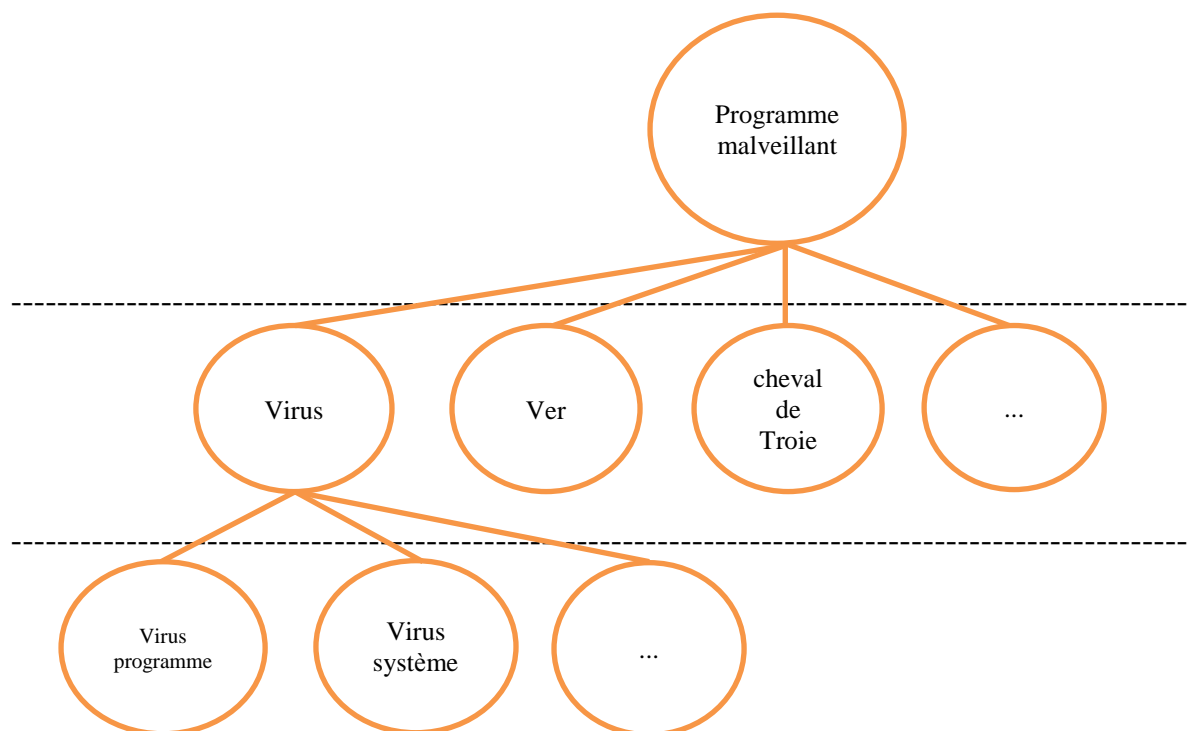 Programme
malveillant
Virus
Ver
cheval
de
Troie
...
Virus
programme
Virus
système
...